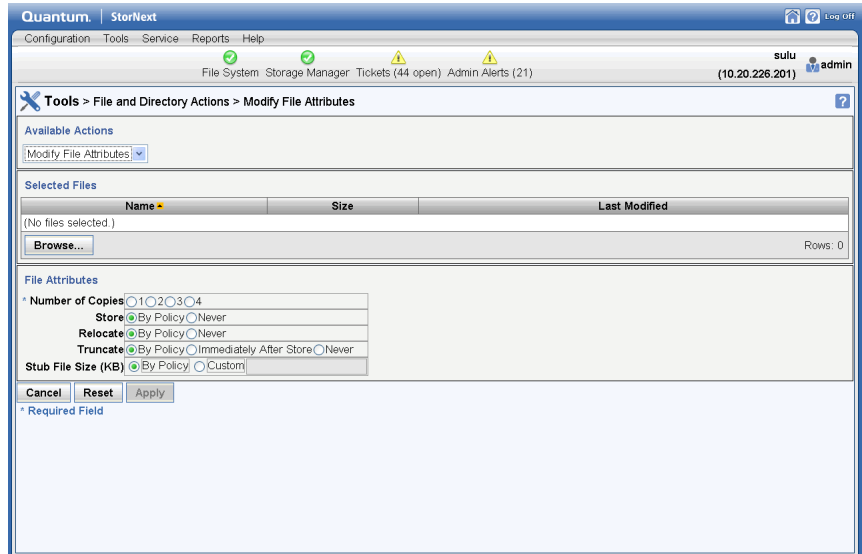 Quantum. | StorNext
Log Off
Configuration Tools Service Reports Help
File System Storage Manager Tickets (44 open) Admin Alerts (21)
sulu
(10.20.226.201)
admin
Tools > File and Directory Actions > Modify File Attributes
?
Available Actions
Modify File Attributes
Selected Files
Name Size Last Modified
(No files selected.)
Browse... Rows: 0
File Attributes
* Number of Copies 1 2 3 4
Store By Policy Never
Relocate By Policy Never
Truncate By Policy Immediately After Store Never
Stub File Size (KB) By Policy Custom
Cancel Reset Apply
* Required Field